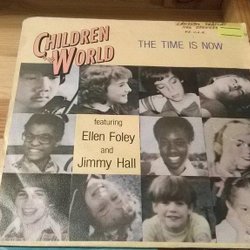 CHILDREN
OF THE
WORLD
THE TIME IS NOW
featuring
Ellen Foley
and
Jimmy Hall